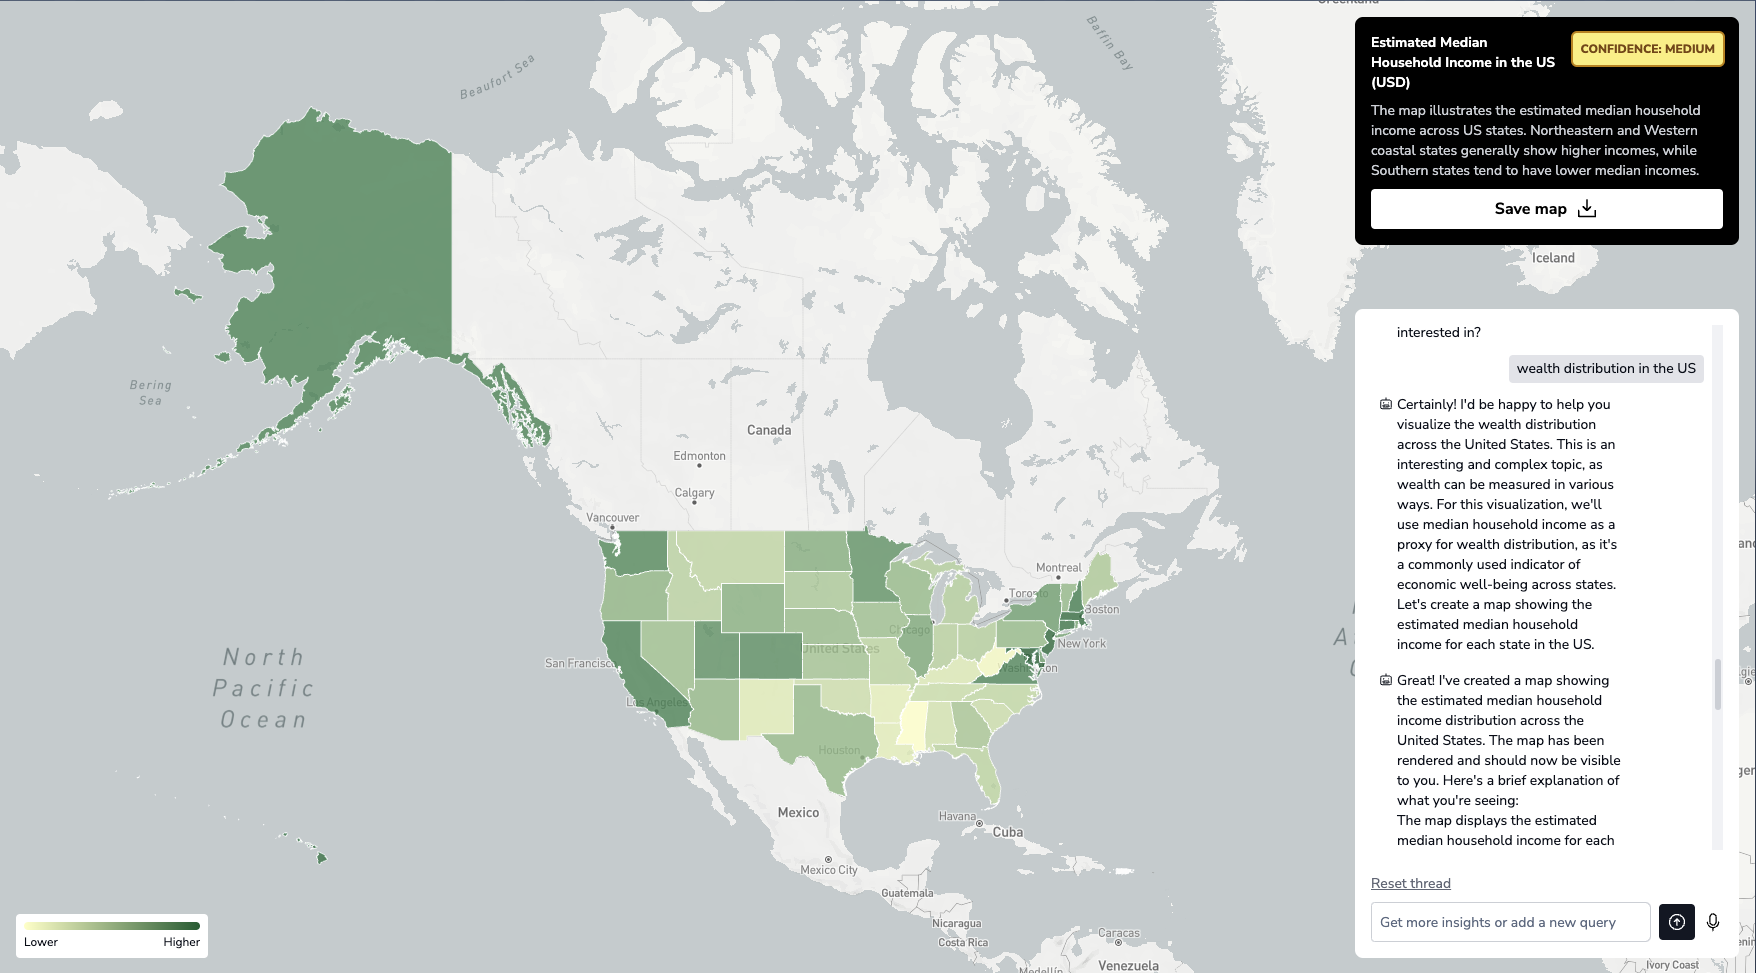 Greenland
Baffin Bay
Beaufort Sea
Estimated Median
Household Income in the US
(USD)
CONFIDENCE: MEDIUM
The map illustrates the estimated median household
income across US states. Northeastern and Western
coastal states generally show higher incomes, while
Southern states tend to have lower median incomes.
Save map
Iceland
interested in?
wealth distribution in the US
Certainly! I'd be happy to help you
visualize the wealth distribution
across the United States. This is an
interesting and complex topic, as
wealth can be measured in various
ways. For this visualization, we'll
use median household income as a
proxy for wealth distribution, as it's
a commonly used indicator of
economic well-being across states.
Let's create a map showing the
estimated median household
income for each state in the US.
Great! I've created a map showing
the estimated median household
income distribution across the
United States. The map has been
rendered and should now be visible
to you. Here's a brief explanation of
what you're seeing:
The map displays the estimated
median household income for each
Reset thread
Get more insights or add a new query
Bering
Sea
Canada
Edmonton
Calgary
Vancouver
Montreal
Toronto
Boston
Chicago
New York
United States
Washington
San Francisco
Los Angeles
Houston
North
Pacific
Ocean
Mexico
Havana
Cuba
Mexico City
Guatemala
Nicaragua
Costa Rica
Caracas
Medellín
Venezuela
Ivory Coast
Lower
Higher